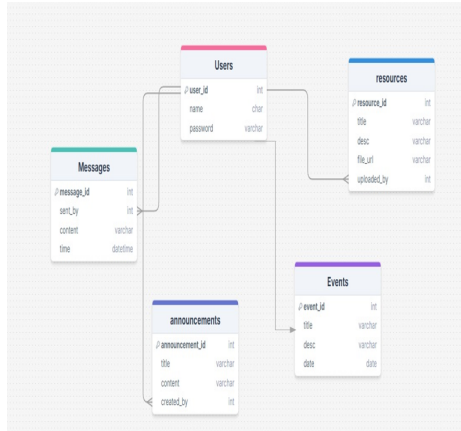 Users
user_id int
name char
password varchar
resources
resource_id int
title varchar
desc varchar
file_url varchar
uploaded_by int
Messages
message_id int
sent_by int
content varchar
time datetime
Events
event_id int
title varchar
desc varchar
date date
announcements
announcement_id int
title varchar
content varchar
created_by int